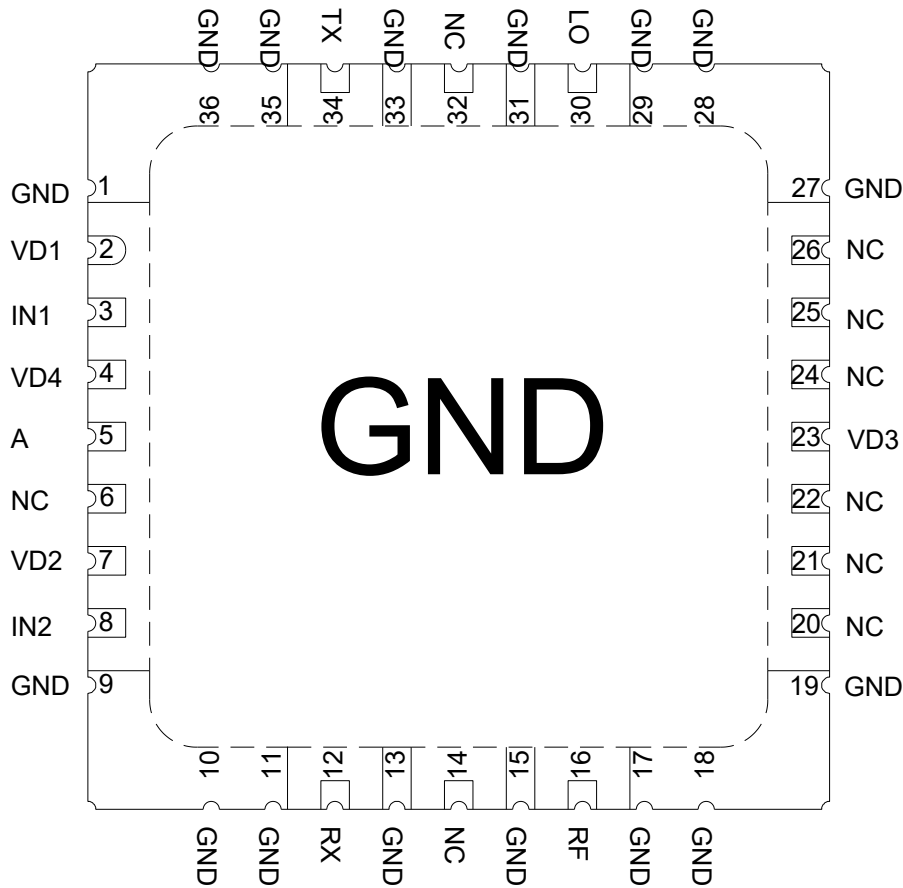 GND GND TX GND NC GND LO GND GND
36 35 34 33 32 31 30 29 28
GND 1 27 GND
VD1 2 26 NC
IN1 3 25 NC
VD4 4 24 NC
A 5 GND 23 VD3
NC 6 22 NC
VD2 7 21 NC
IN2 8 20 NC
GND 9 19 GND
10 11 12 13 14 15 16 17 18
GND GND RX GND NC GND RF GND GND